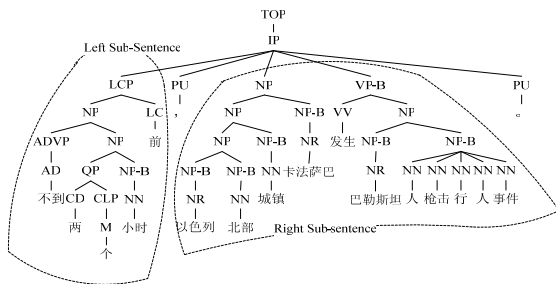 TOP
IP
Left Sub-Sentence
LCP PU NP VP-B PU
NP LC , NP NP-B VV NP 。
ADVP NP 前 NP NP-B NR 发生 NP-B NP-B
AD QP NP-B NP-B NP-B NN 卡法萨巴 NR NN NN NN NN NN
不到 CD CLP NN NR NN 城镇 巴勒斯坦 人 枪击 行 人 事件
两 M 小时 以色列 北部 Right Sub-sentence
个